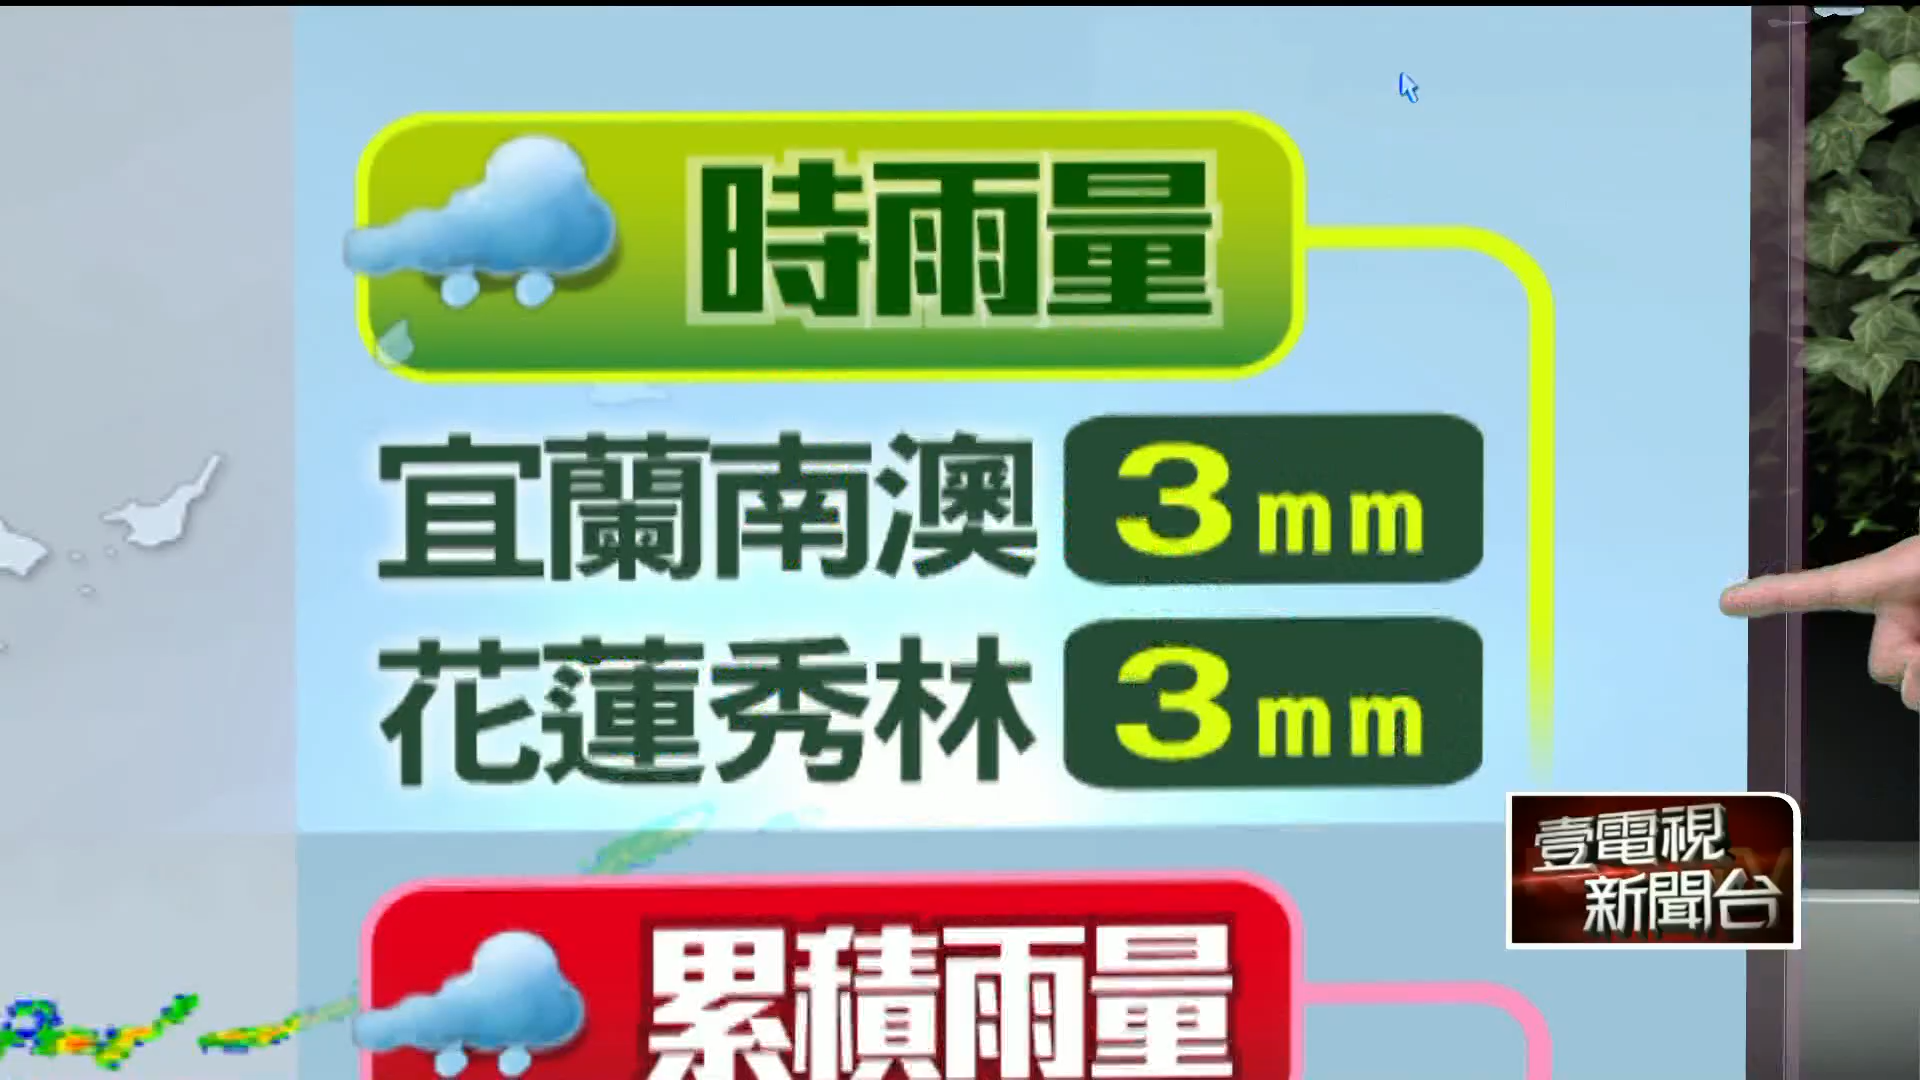 時雨量
宜蘭南澳 3mm
花蓮秀林 3mm
壹電視
新聞台
累積雨量